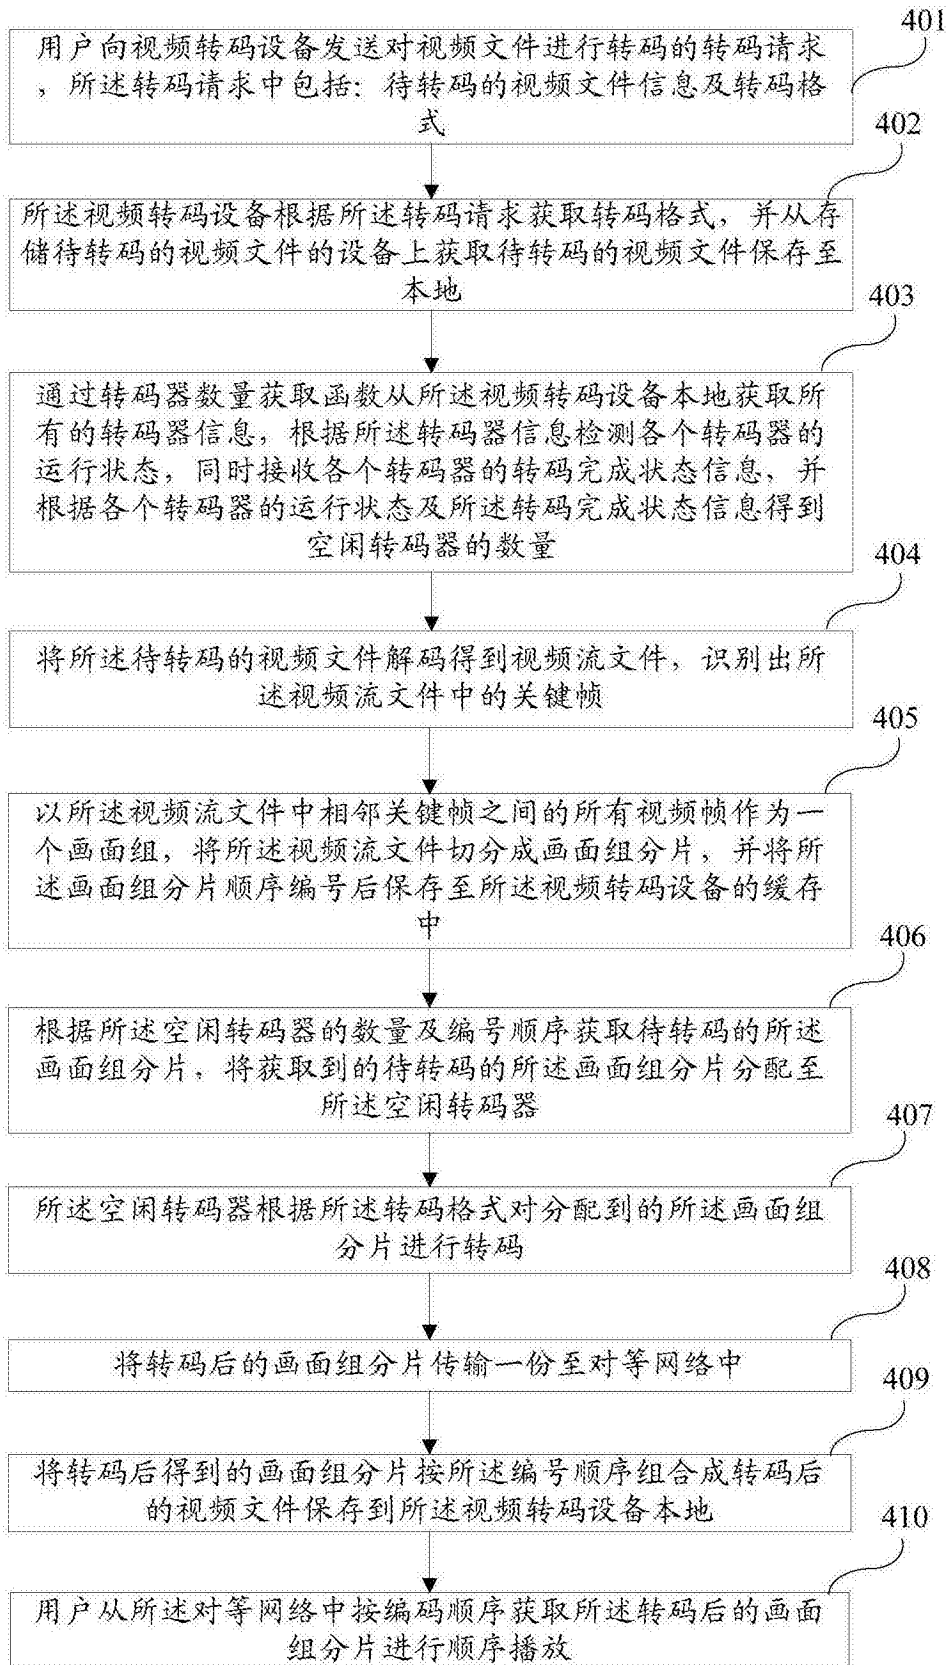 401
用户向视频转码设备发送对视频文件进行转码的转码请求
，所述转码请求中包括：待转码的视频文件信息及转码格
式
402
所述视频转码设备根据所述转码请求获取转码格式，并从存
储待转码的视频文件的设备上获取待转码的视频文件保存至
本地
403
通过转码器数量获取函数从所述视频转码设备本地获取所
有的转码器信息，根据所述转码器信息检测各个转码器的
运行状态，同时接收各个转码器的转码完成状态信息，并
根据各个转码器的运行状态及所述转码完成状态信息得到
空闲转码器的数量
404
将所述待转码的视频文件解码得到视频流文件，识别出所
述视频流文件中的关键帧
405
以所述视频流文件中相邻关键帧之间的所有视频帧作为一
个画面组，将所述视频流文件切分成画面组分片，并将所
述画面组分片顺序编号后保存至所述视频转码设备的缓存
中
406
根据所述空闲转码器的数量及编号顺序获取待转码的所述
画面组分片，将获取到的待转码的所述画面组分片分配至
所述空闲转码器
407
所述空闲转码器根据所述转码格式对分配到的所述画面组
分片进行转码
408
将转码后的画面组分片传输一份至对等网络中
409
将转码后得到的画面组分片按所述编号顺序组合成转码后
的视频文件保存到所述视频转码设备本地
410
用户从所述对等网络中按编码顺序获取所述转码后的画面
组分片进行顺序播放